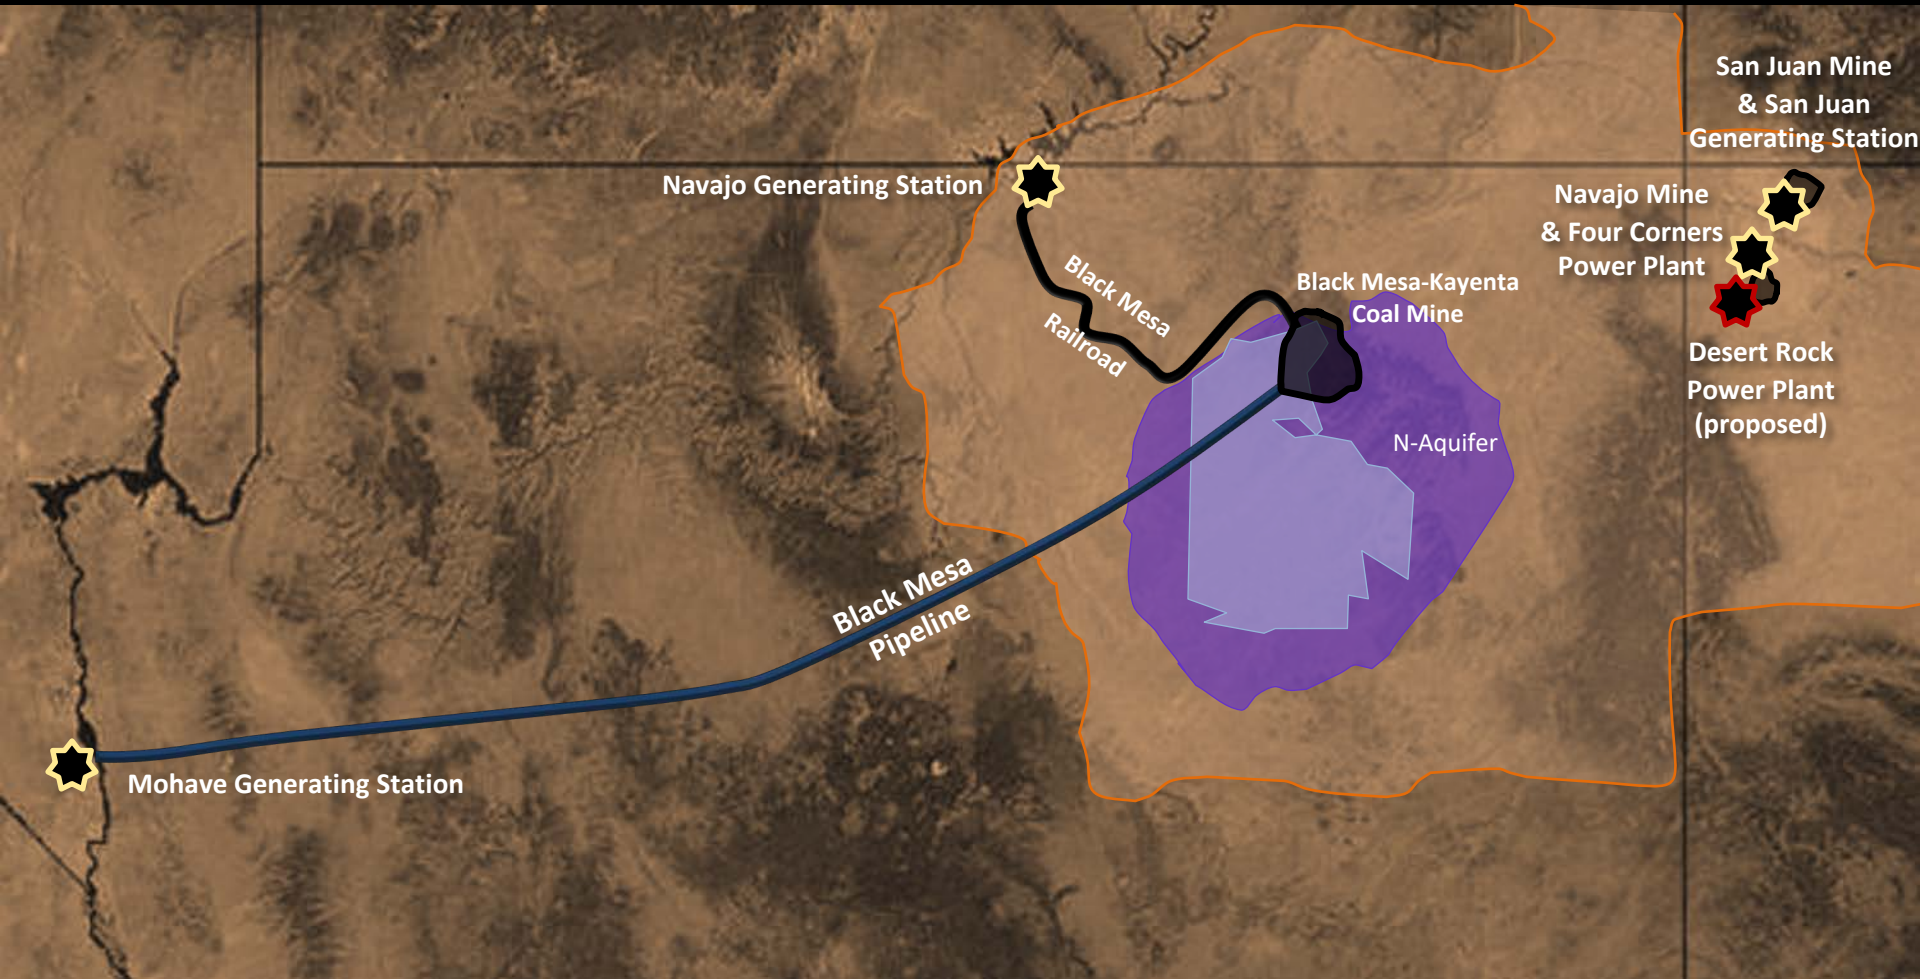 San Juan Mine
& San Juan
Generating Station
Navajo Generating Station
Navajo Mine
& Four Corners
Power Plant
Black Mesa
Railroad
Black Mesa-Kayenta
Coal Mine
Desert Rock
Power Plant
(proposed)
N-Aquifer
Black Mesa
Pipeline
Mohave Generating Station